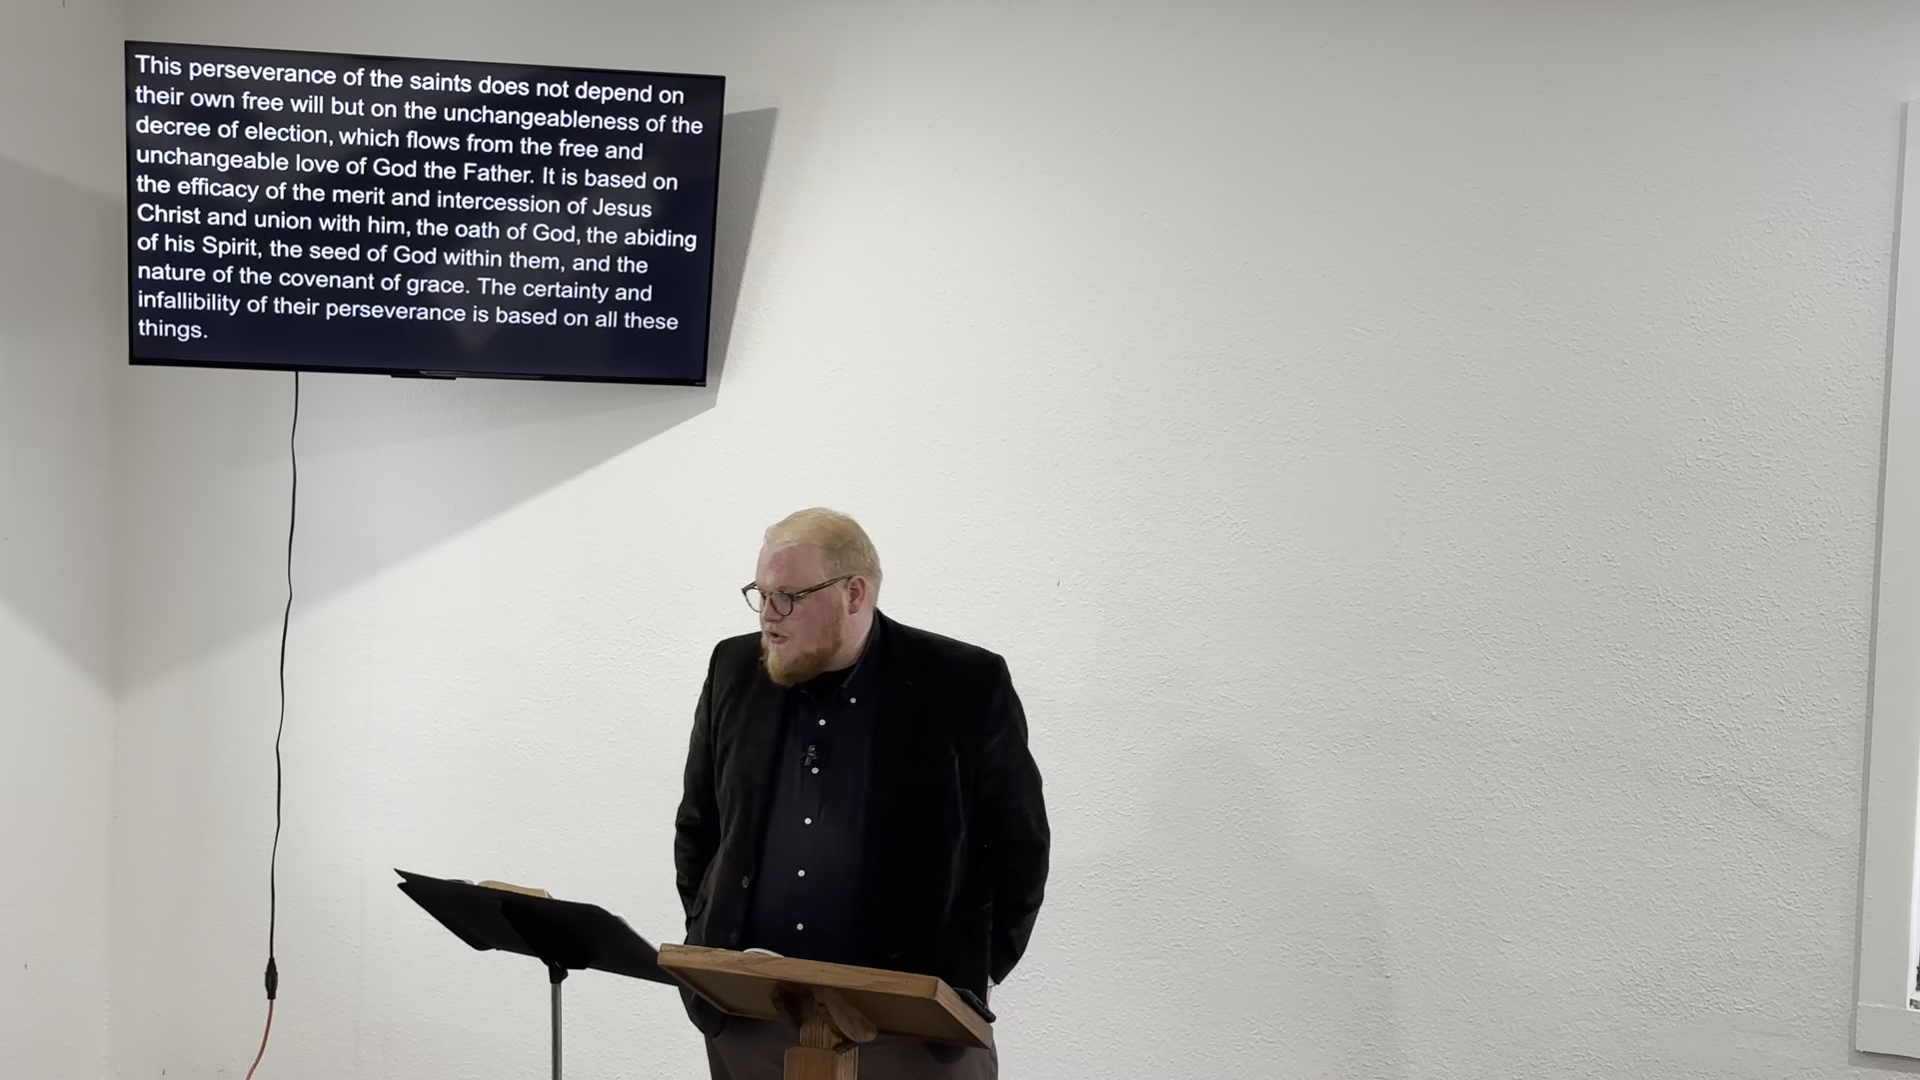 This perseverance of the saints does not depend on
their own free will but on the unchangeableness of the
decree of election, which flows from the free and
unchangeable love of God the Father. It is based on
the efficacy of the merit and intercession of Jesus
Christ and union with him, the oath of God, the abiding
of his Spirit, the seed of God within them, and the
nature of the covenant of grace. The certainty and
infallibility of their perseverance is based on all these
things.